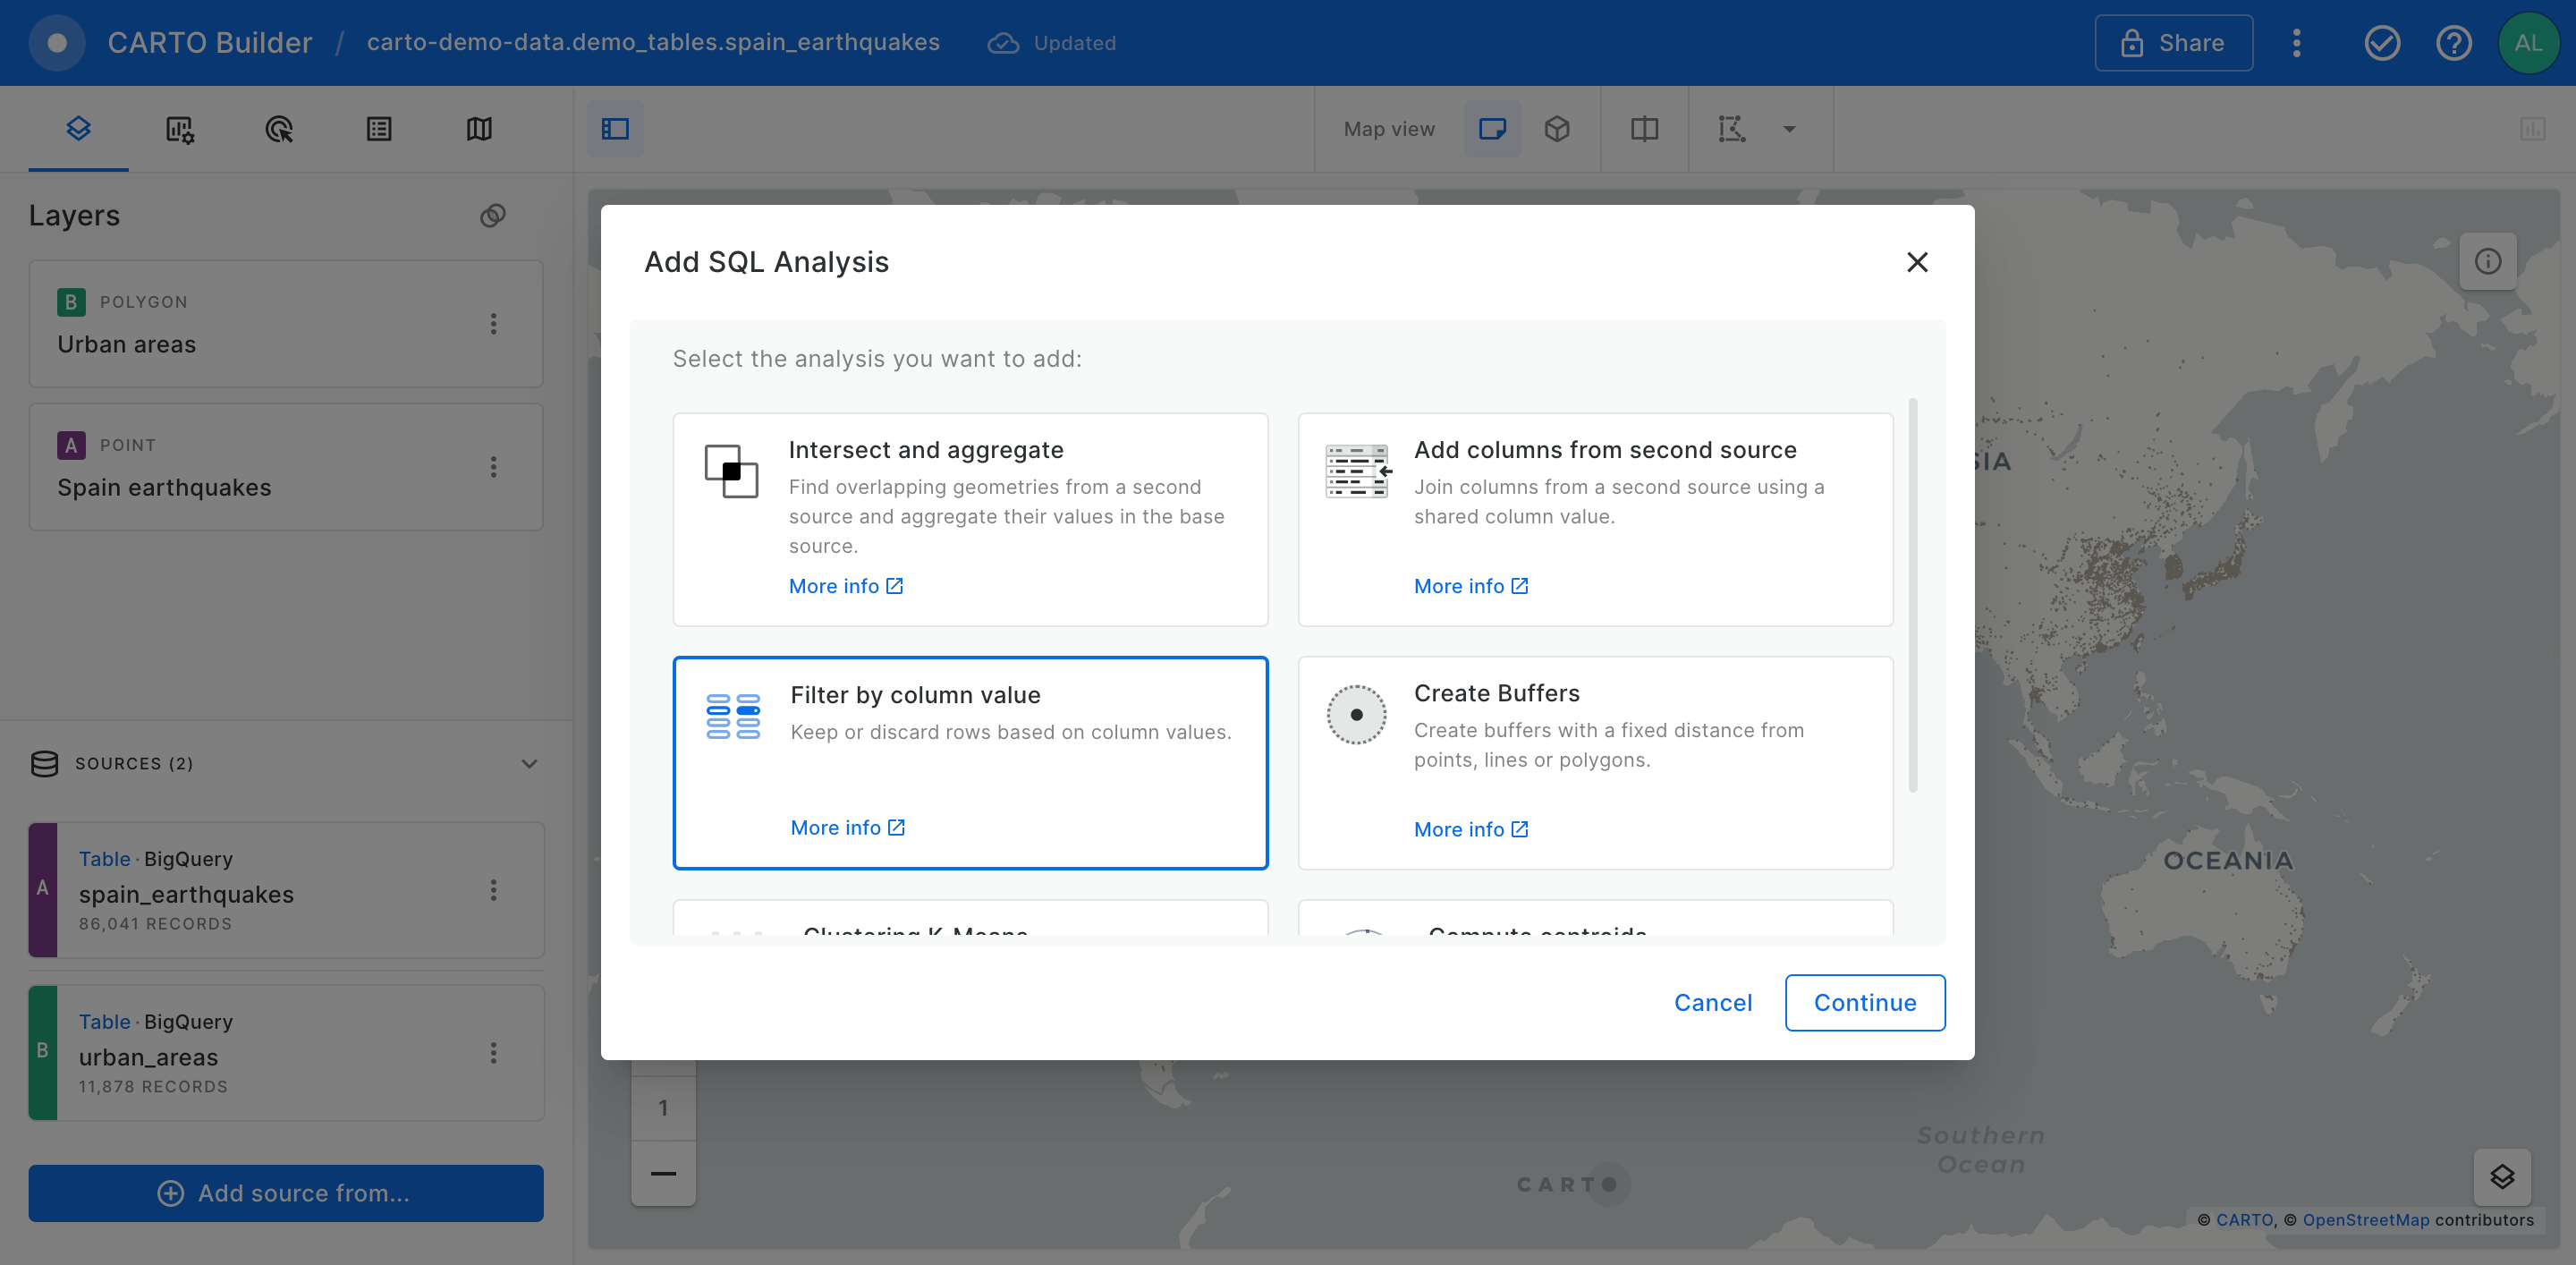 CARTO Builder / carto-demo-data.demo_tables.spain_earthquakes Updated
Share
AL
Map view
Layers
B POLYGON
Urban areas
A POINT
Spain earthquakes
SOURCES (2)
A
Table · BigQuery
spain_earthquakes
86,041 RECORDS
B
Table · BigQuery
urban_areas
11,878 RECORDS
Add source from...
Add SQL Analysis
Select the analysis you want to add:
Intersect and aggregate
Find overlapping geometries from a second
source and aggregate their values in the base
source.
More info
Add columns from second source
Join columns from a second source using a
shared column value.
More info
Filter by column value
Keep or discard rows based on column values.
More info
Create Buffers
Create buffers with a fixed distance from
points, lines or polygons.
More info
Clustering K-Means
Compute centroids
Cancel
Continue
OCEANIA
1
Southern
Ocean
CARTO
© CARTO, © OpenStreetMap contributors